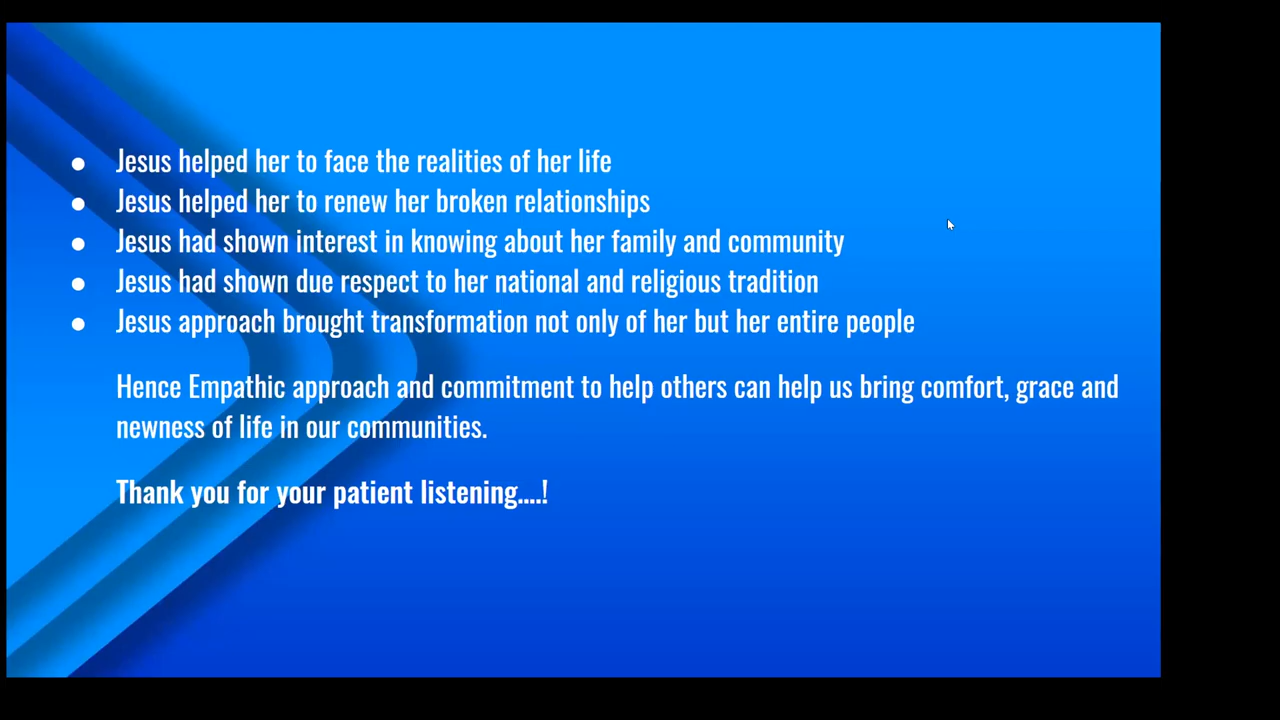 ● Jesus helped her to face the realities of her life
● Jesus helped her to renew her broken relationships
● Jesus had shown interest in knowing about her family and community
● Jesus had shown due respect to her national and religious tradition
● Jesus approach brought transformation not only of her but her entire people
Hence Empathic approach and commitment to help others can help us bring comfort, grace and
newness of life in our communities.
Thank you for your patient listening....!